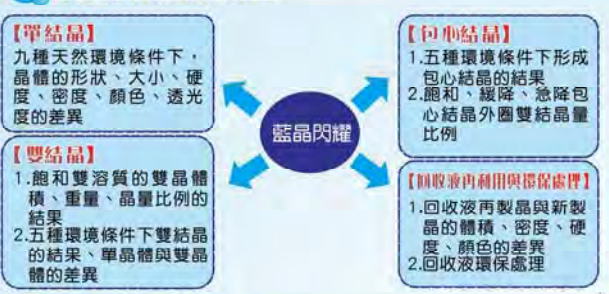 【單結晶】
九種天然環境條件下，
晶體的形狀、大小、硬
度、密度、顏色、透光
度的差異
【雙結晶】
1.飽和雙溶質的雙晶體
積、重量、晶量比例的
結果
2.五種環境條件下雙結晶
的結果、單晶體與雙晶
體的差異
藍晶閃耀
【包心結晶】
1.五種環境條件下形成
包心結晶的結果
2.飽和、緩降、急降包
心結晶外圈雙結晶量
比例
【回收液再利用與環保處理】
1.回收液再製晶與新製
晶的體積、密度、硬
度、顏色的差異
2.回收液環保處理